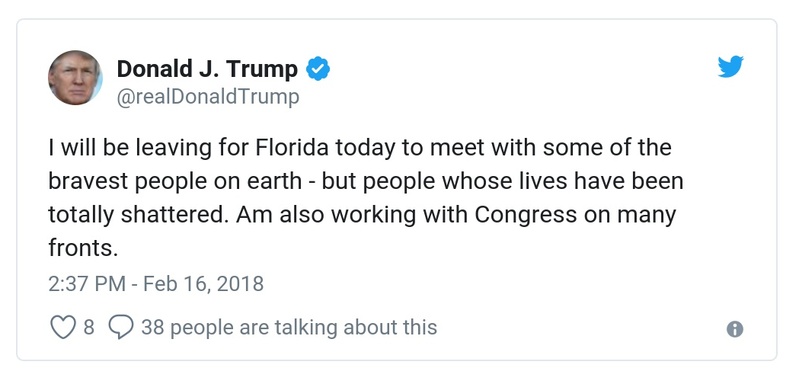 Donald J. Trump
@realDonaldTrump
I will be leaving for Florida today to meet with some of the
bravest people on earth - but people whose lives have been
totally shattered. Am also working with Congress on many
fronts.
2:37 PM - Feb 16, 2018
8 38 people are talking about this